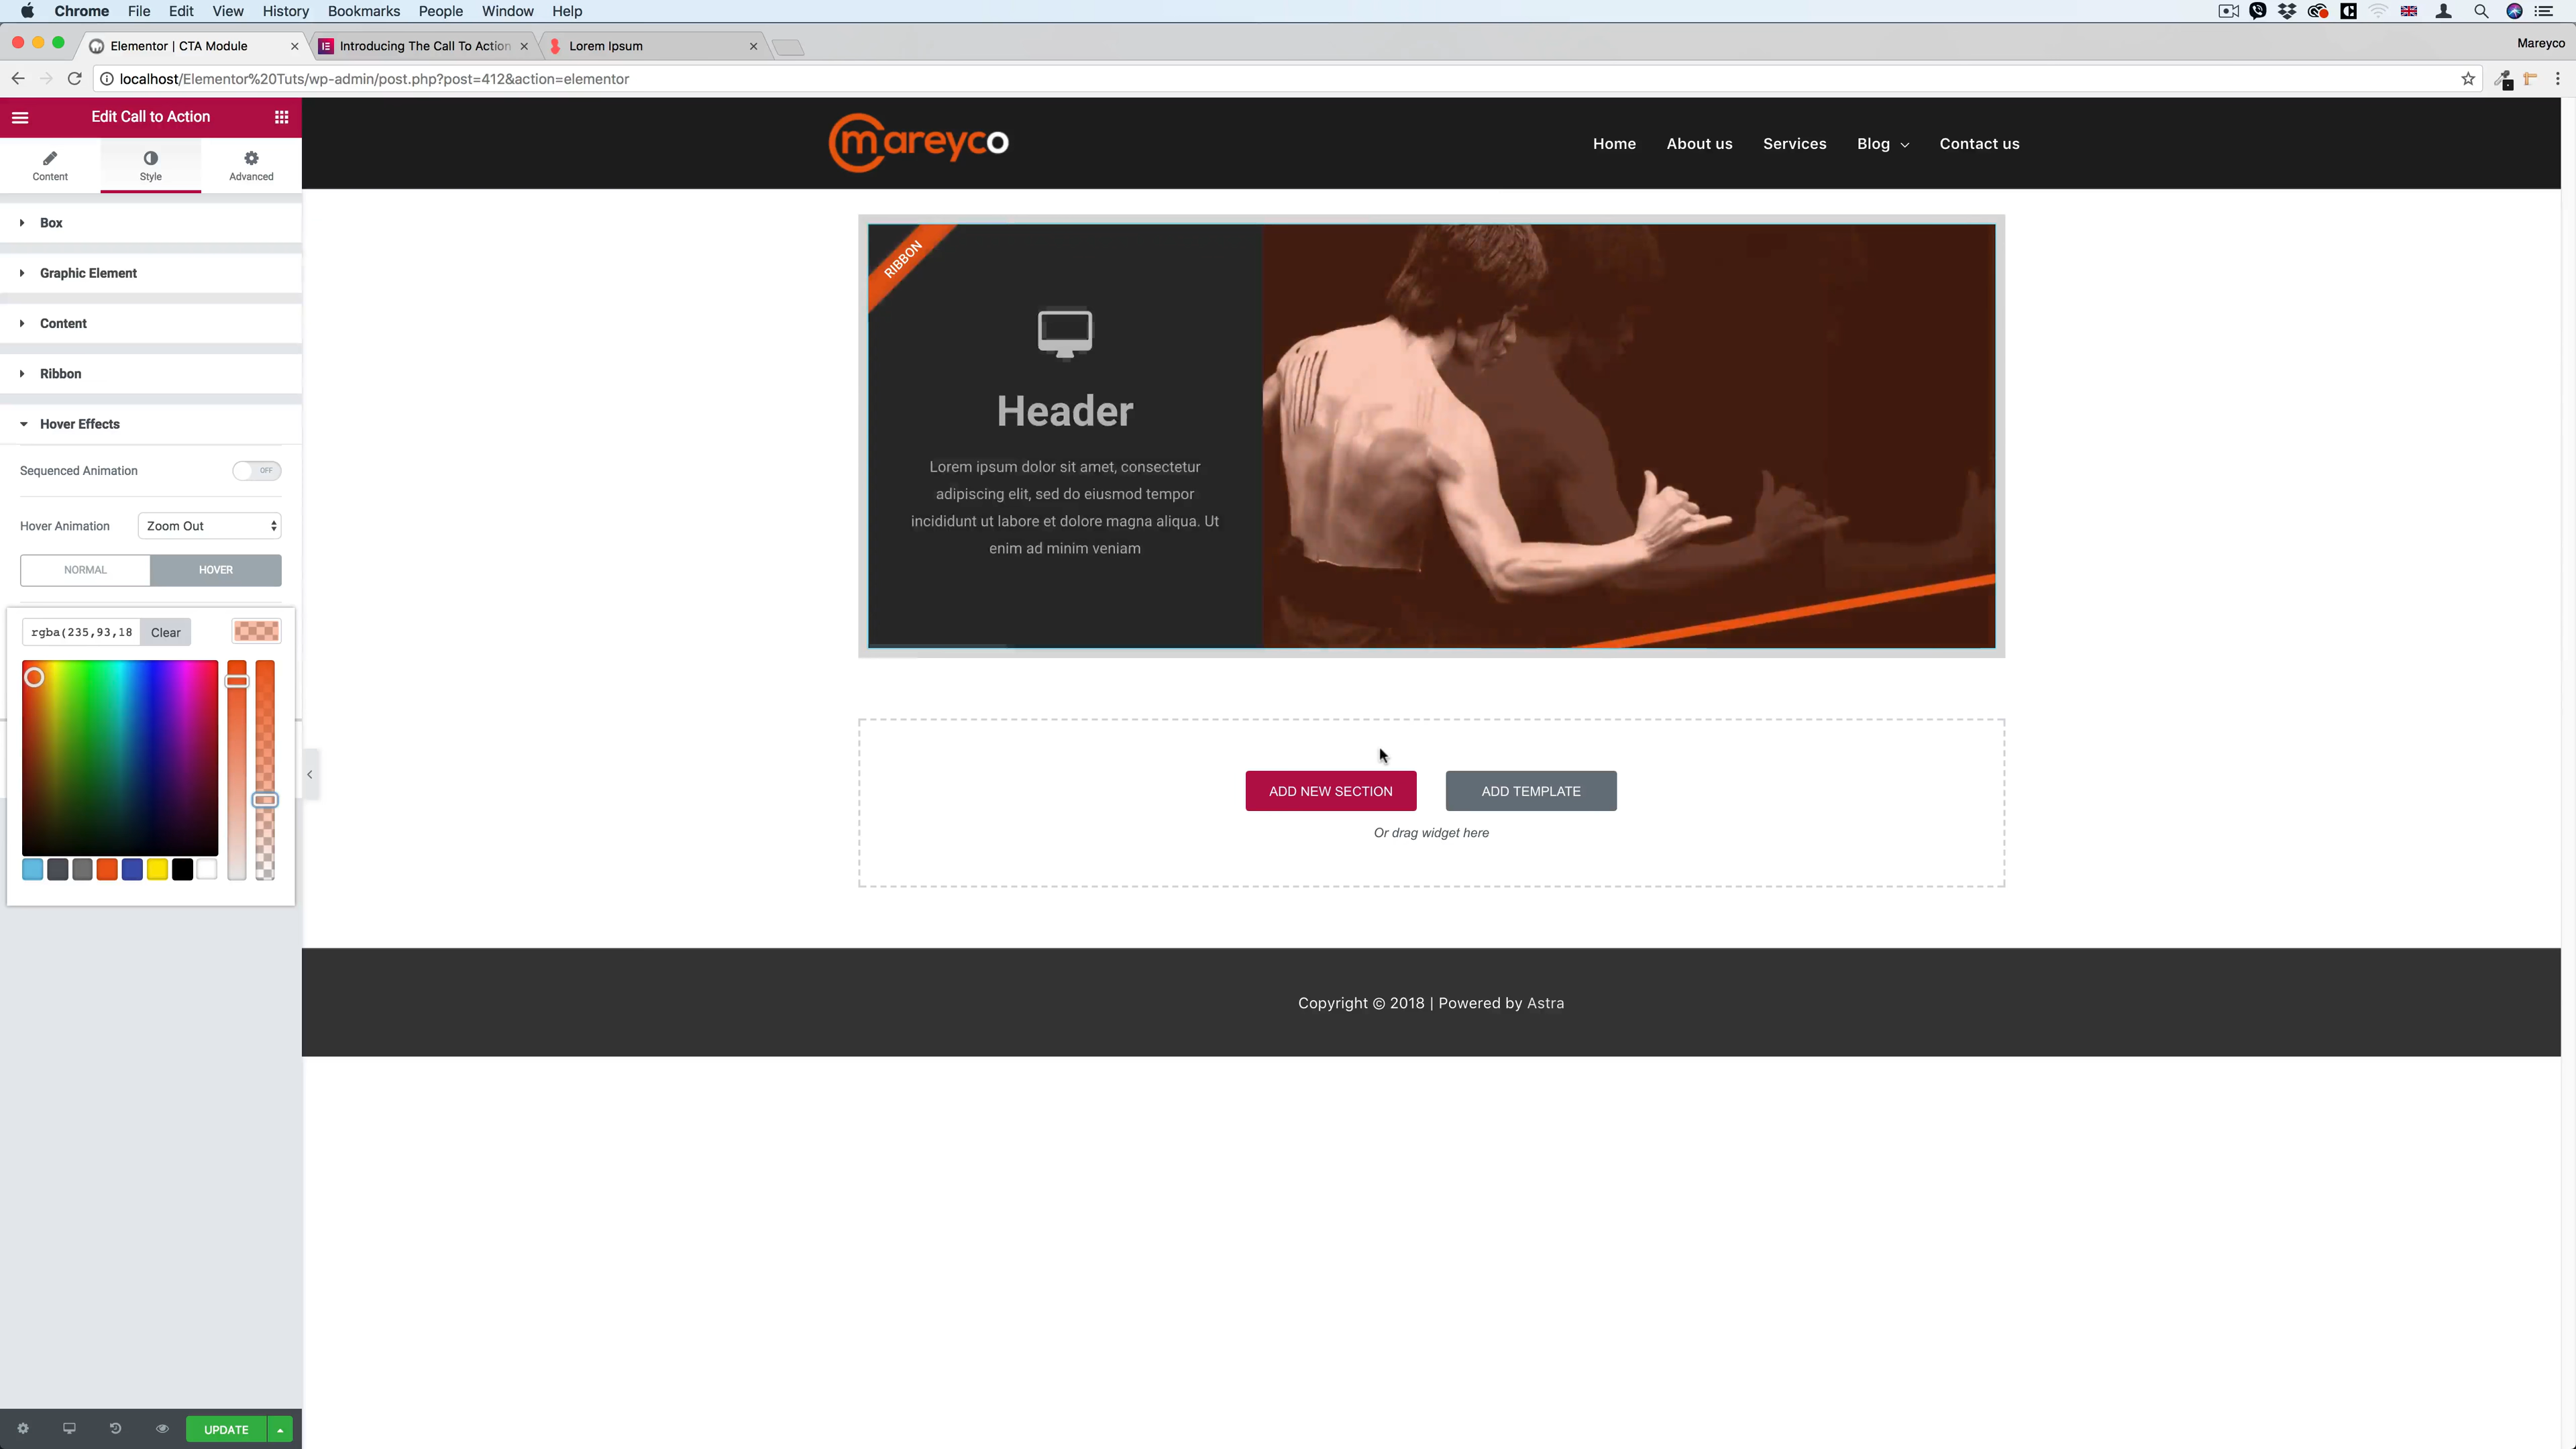 Chrome File Edit View History Bookmarks People Window Help
Elementor | CTA Module
Introducing The Call To Action
Lorem Ipsum
Mareyco
localhost/Elementor%20Tuts/wp-admin/post.php?post=412&action=elementor
Edit Call to Action
Content
Style
Advanced
Box
Graphic Element
Content
Ribbon
Hover Effects
Sequenced Animation
OFF
Hover Animation
Zoom Out
NORMAL
HOVER
rgba(235,93,18
Clear
UPDATE
mareyco
Home
About us
Services
Blog
Contact us
RIBBON
Header
Lorem ipsum dolor sit amet, consectetur
adipiscing elit, sed do eiusmod tempor
incididunt ut labore et dolore magna aliqua. Ut
enim ad minim veniam
ADD NEW SECTION
ADD TEMPLATE
Or drag widget here
Copyright © 2018 | Powered by Astra